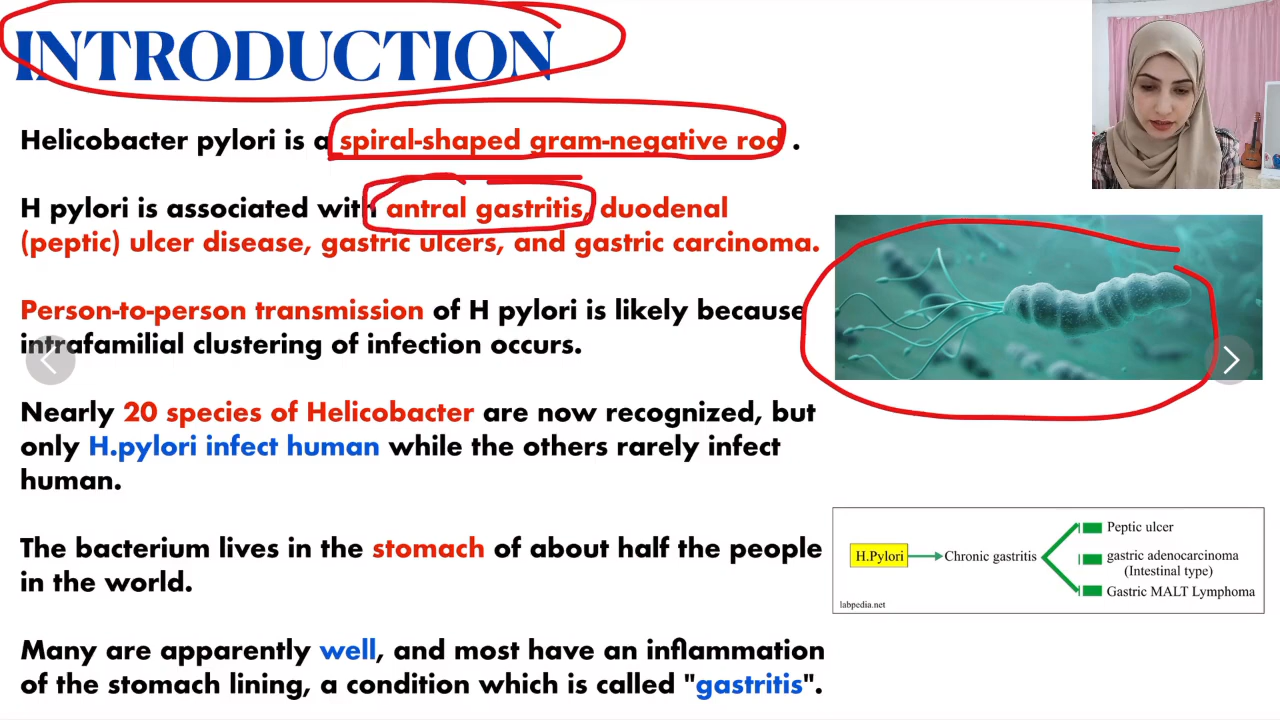 INTRODUCTION
Helicobacter pylori is a spiral-shaped gram-negative rod .
H pylori is associated with antral gastritis, duodenal
(peptic) ulcer disease, gastric ulcers, and gastric carcinoma.
Person-to-person transmission of H pylori is likely because
intrafamilial clustering of infection occurs.
Nearly 20 species of Helicobacter are now recognized, but
only H.pylori infect human while the others rarely infect
human.
The bacterium lives in the stomach of about half the people
in the world.
Many are apparently well, and most have an inflammation
of the stomach lining, a condition which is called "gastritis".
H.Pylori
Chronic gastritis
Peptic ulcer
gastric adenocarcinoma
(Intestinal type)
Gastric MALT Lymphoma
labpedia.net